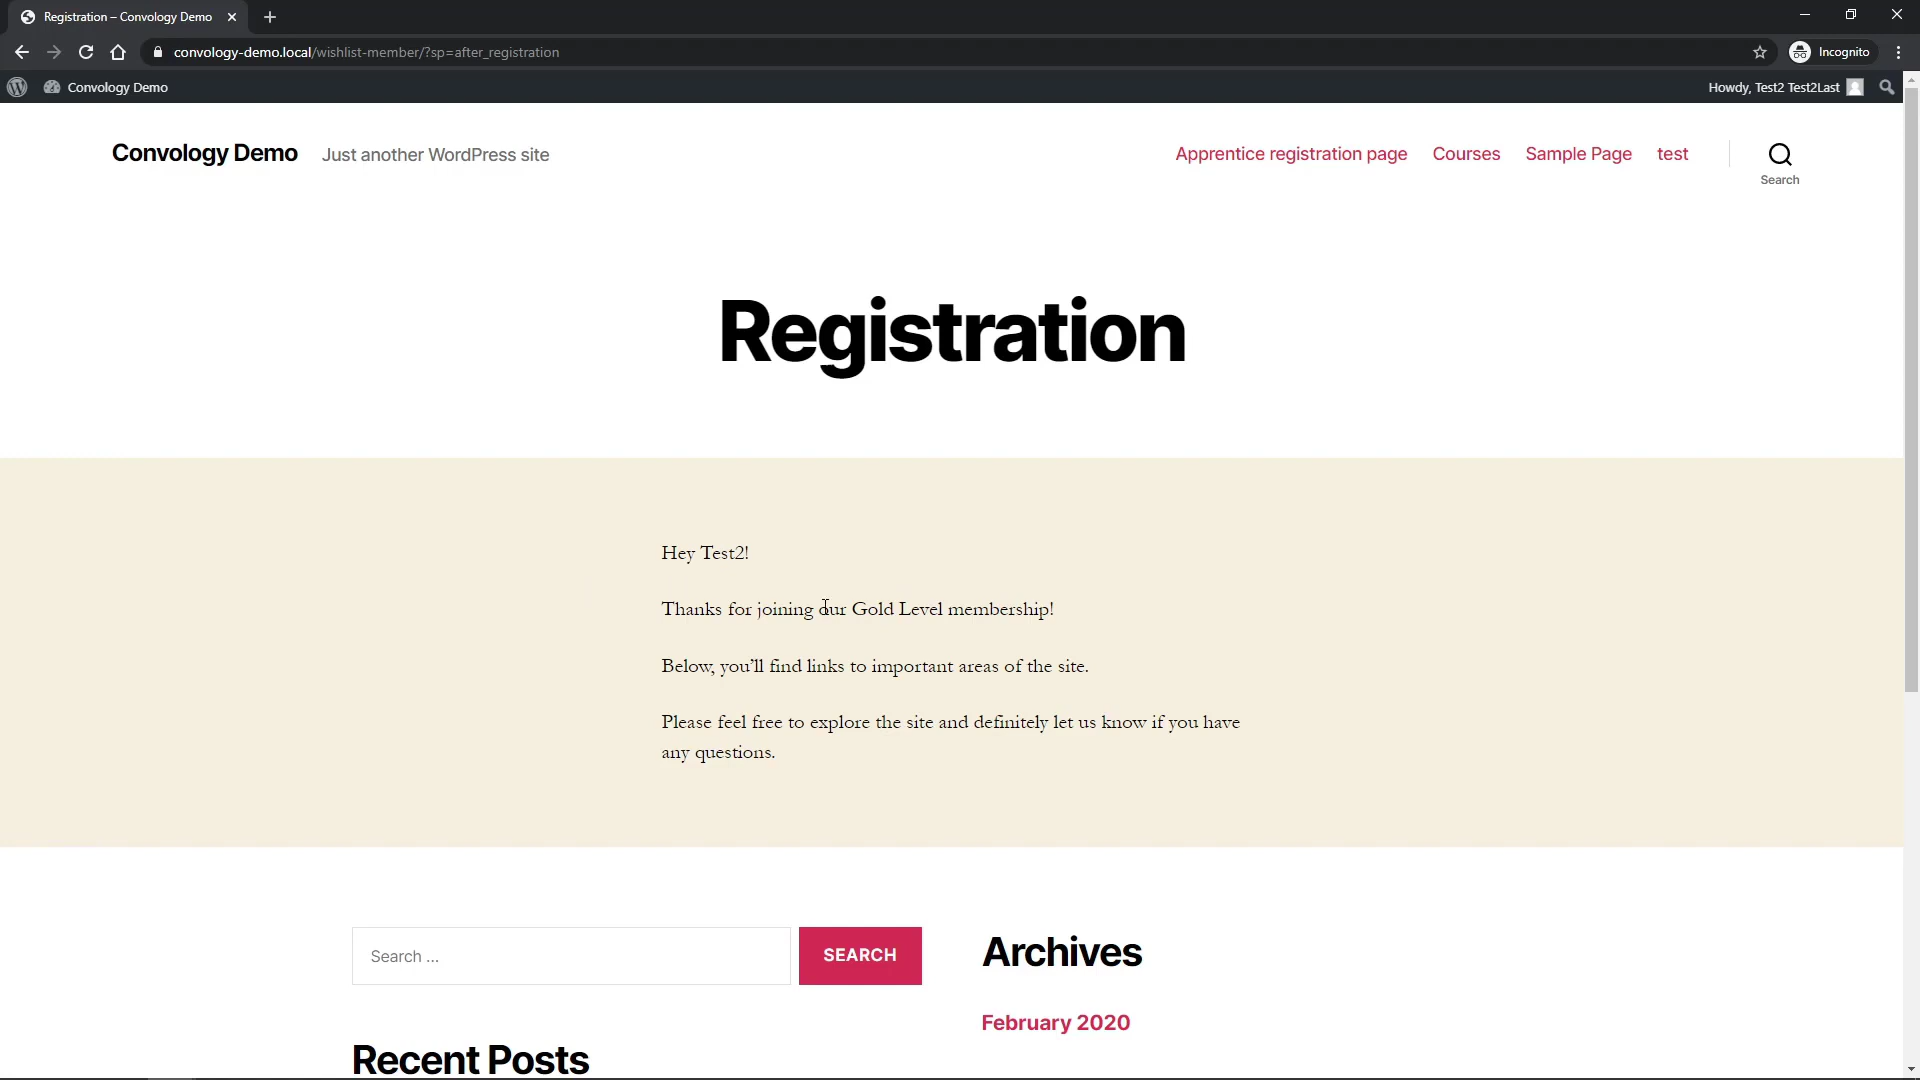 Registration – Convology Demo
convology-demo.local/wishlist-member/?sp=after_registration
Incognito
Convology Demo
Howdy, Test2 Test2Last
Convology Demo
Just another WordPress site
Apprentice registration page
Courses
Sample Page
test
Search
Registration
Hey Test2!
Thanks for joining our Gold Level membership!
Below, you’ll find links to important areas of the site.
Please feel free to explore the site and definitely let us know if you have
any questions.
Search …
SEARCH
Archives
February 2020
Recent Posts